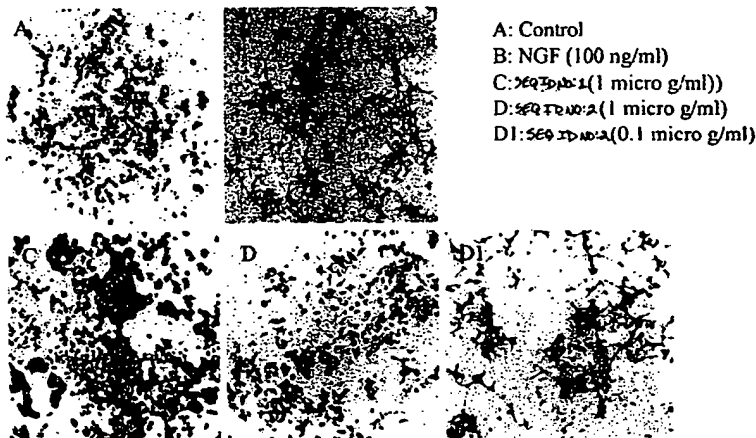 A
A: Control
B: NGF (100 ng/ml)
C: SEQ ID NO:1 (1 micro g/ml))
D: SEQ ID NO:2 (1 micro g/ml)
D1: SEQ ID NO:2 (0.1 micro g/ml)
C
D
D1